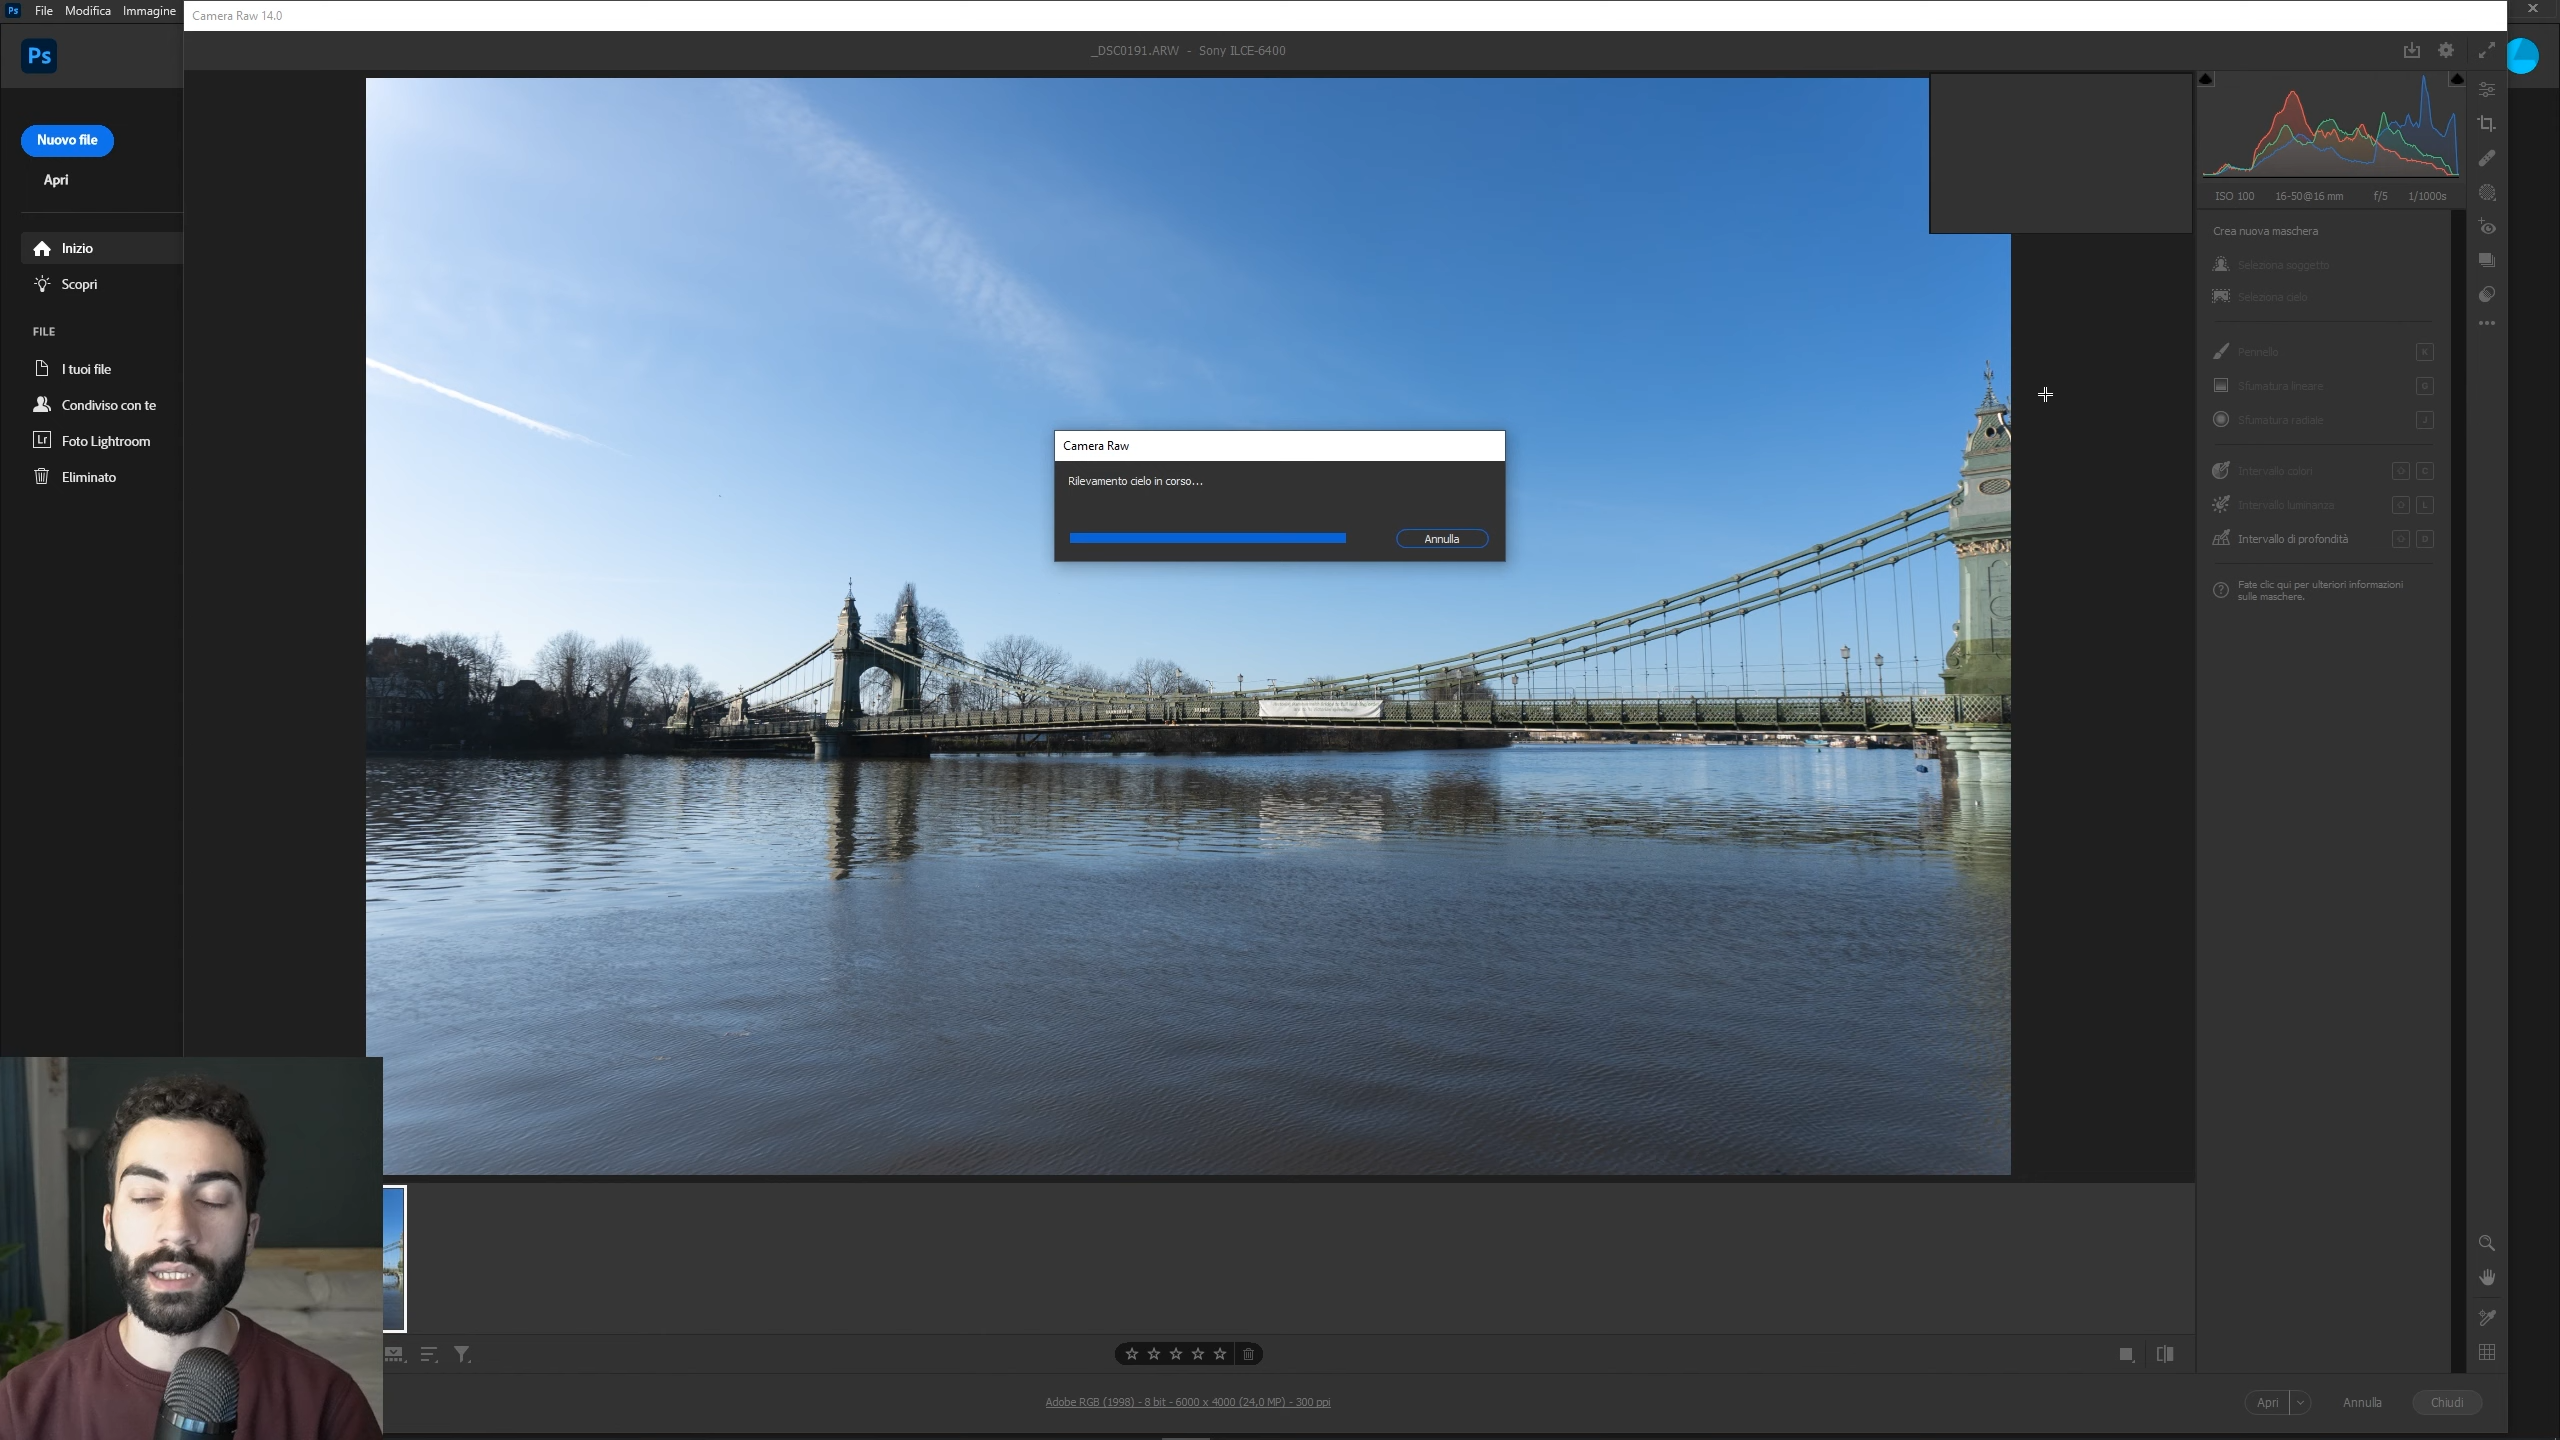 Ps
File
Modifica
Immagine
Camera Raw 14.0
_DSC0191.ARW - Sony ILCE-6400
Ps
Nuovo file
Apri
Inizio
Scopri
FILE
I tuoi file
Condiviso con te
Lr
Foto Lightroom
Eliminato
Camera Raw
Rilevamento cielo in corso...
Annulla
ISO 100
16-50@16 mm
f/5
1/1000s
Crea nuova maschera
Seleziona soggetto
Seleziona cielo
Pennello
K
Sfumatura lineare
G
Sfumatura radiale
J
Intervallo colori
C
Intervallo luminanza
L
Intervallo di profondità
D
Fate clic qui per ulteriori informazioni
sulle maschere.
Adobe RGB (1998) - 8 bit - 6000 x 4000 (24,0 MP) - 300 ppi
Apri
Annulla
Chiudi